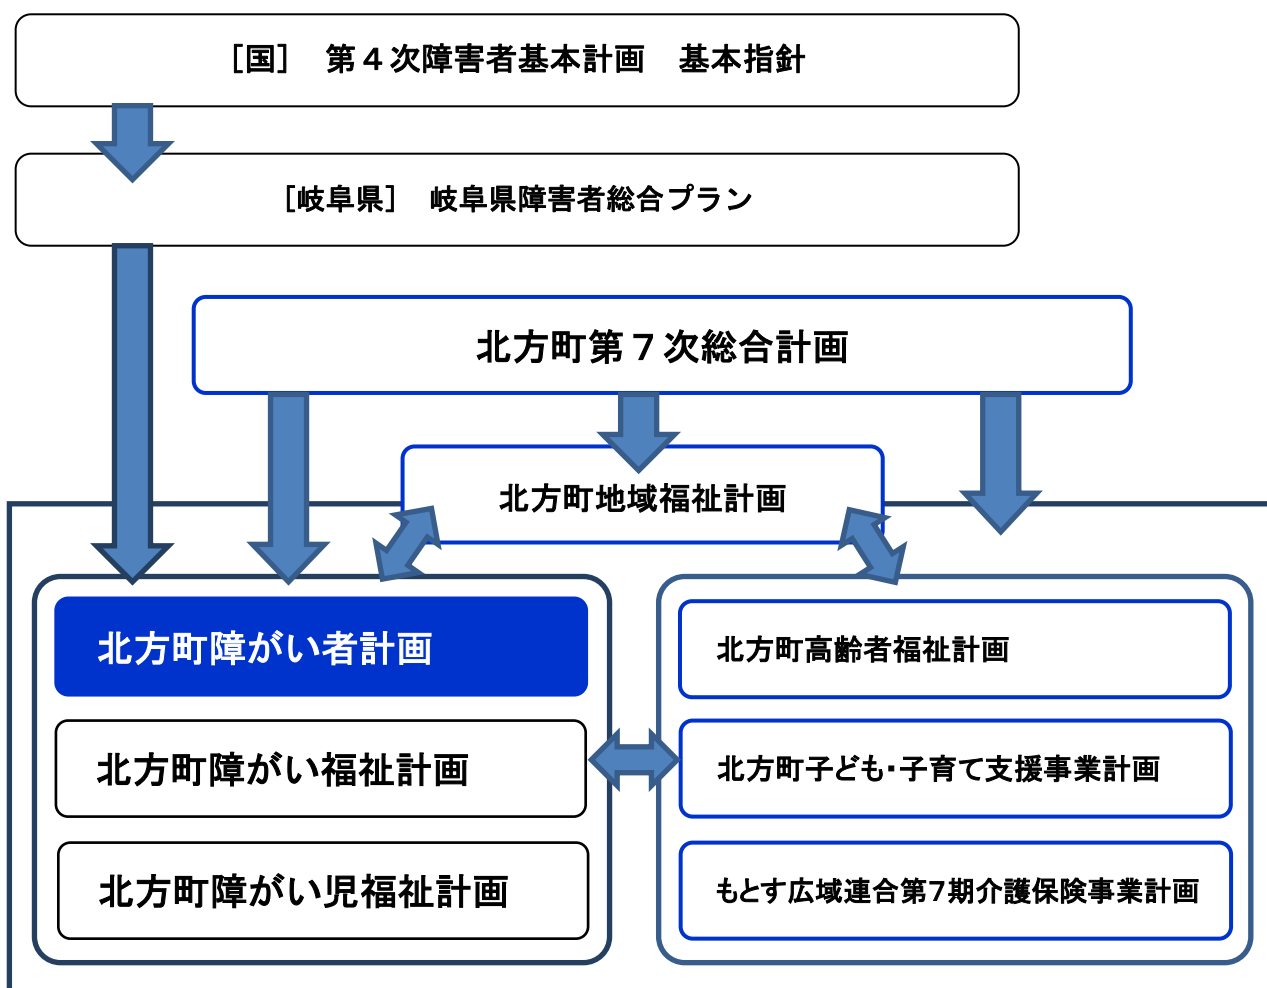 ［国］　第４次障害者基本計画　基本指針
［岐阜県］　岐阜県障害者総合プラン
北方町第７次総合計画
北方町地域福祉計画
北方町障がい者計画
北方町障がい福祉計画
北方町障がい児福祉計画
北方町高齢者福祉計画
北方町子ども・子育て支援事業計画
もとす広域連合第7期介護保険事業計画